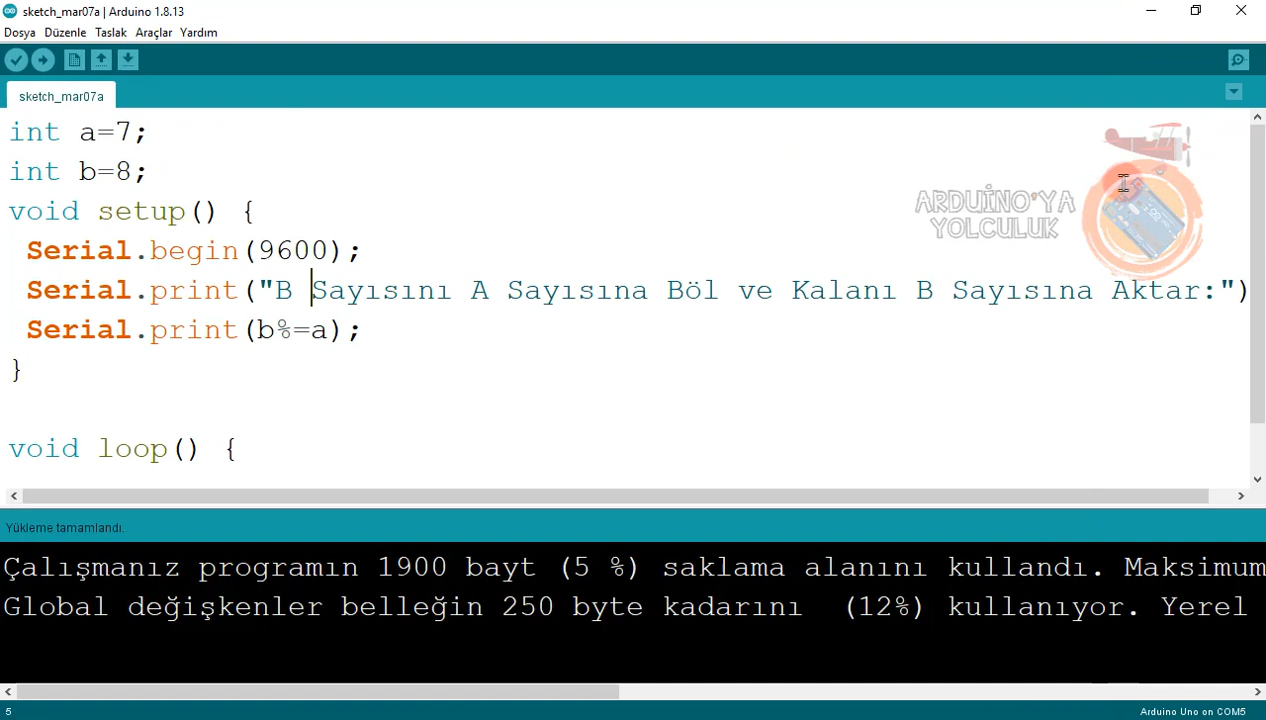 sketch_mar07a | Arduino 1.8.13
Dosya Düzenle Taslak Araçlar Yardım
sketch_mar07a
int a=7;
int b=8;
void setup() {
Serial.begin(9600);
Serial.print("B Sayısını A Sayısına Böl ve Kalanı B Sayısına Aktar:")
Serial.print(b%=a);
}
void loop() {
ARDUİNO'YA
YOLCULUK
Yükleme tamamlandı.
Çalışmanız programın 1900 bayt (5 %) saklama alanını kullandı. Maksimum
Global değişkenler belleğin 250 byte kadarını (12%) kullanıyor. Yerel
5 Arduino Uno on COM5